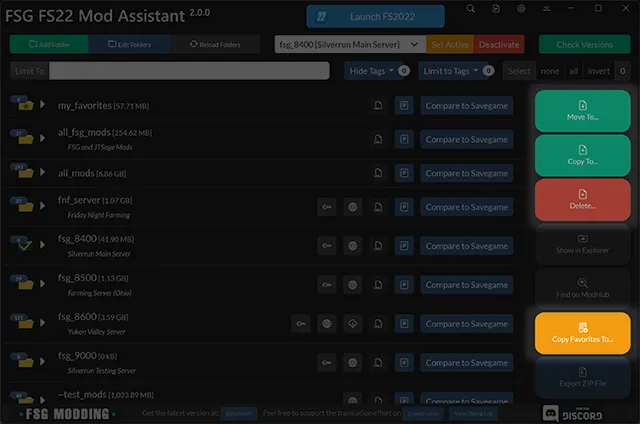 FSG FS22 Mod Assistant 2.0.0
Launch FS2022
Add Folder
Edit Folders
Reload Folders
fsg_8400 [Silverrun Main Server]
Set Active
Deactivate
Check Versions
Limit To
Hide Tags 0
Limit to Tags 0
Select none all invert 0
my_favorites [57.71 MB]
Compare to Savegame
all_fsg_mods [254.62 MB]
FSG and JTSage Mods
Compare to Savegame
all_mods [6.86 GB]
Compare to Savegame
fnf_server [1.07 GB]
Friday Night Farming
Compare to Savegame
fsg_8400 [41.90 MB]
Silverrun Main Server
Compare to Savegame
fsg_8500 [1.13 GB]
Farming Server (Ohio)
Compare to Savegame
fsg_8600 [3.59 GB]
Yukon Valley Server
Compare to Savegame
fsg_9000 [0 kB]
Silverrun Testing Server
Compare to Savegame
~test_mods [1,023.89 MB]
Compare to Savegame
Move To...
Copy To...
Delete...
Show in Explorer
Find on ModHub
Copy Favorites To...
Export ZIP File
FSG MODDING
Get the latest version at
Feel free to support the translation effort on
View Debug Log
DISCORD